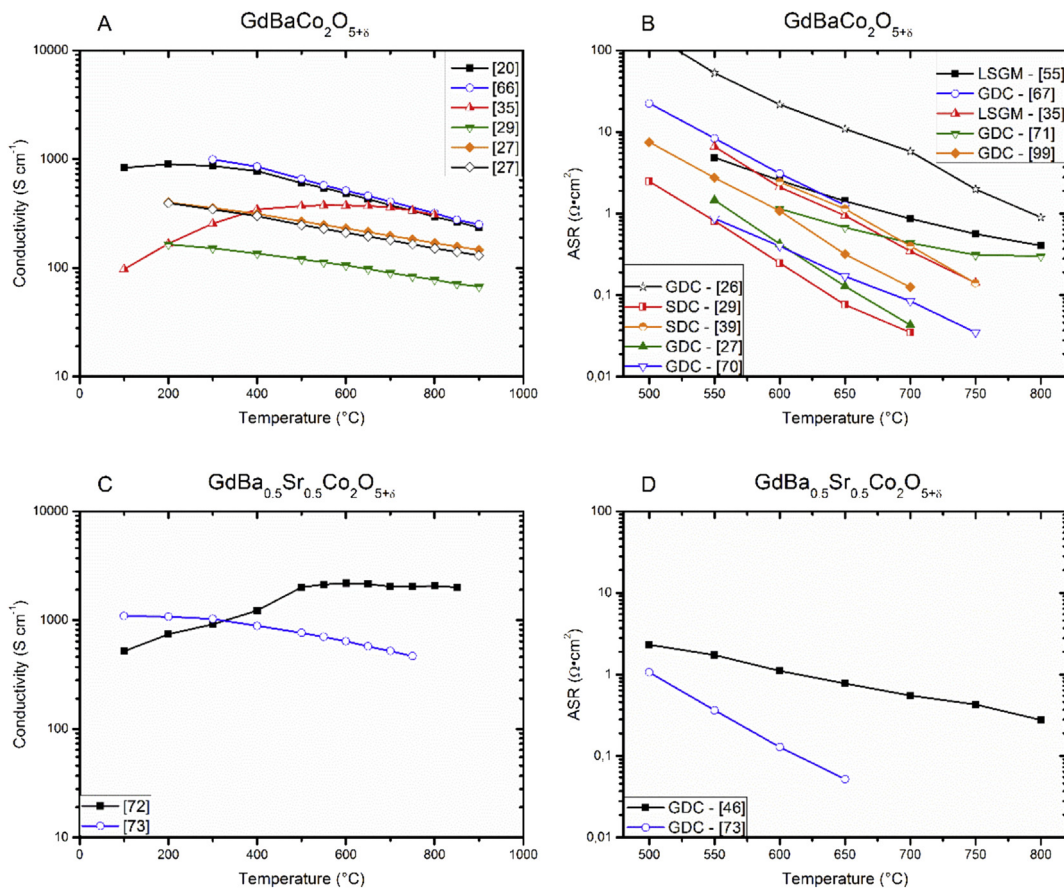 A
GdBaCo₂O₅₊δ
10000
1000
100
10
Conductivity (S cm⁻¹)
0
200
400
600
800
1000
Temperature (°C)
[20]
[66]
[35]
[29]
[27]
[27]
B
GdBaCo₂O₅₊δ
100
10
1
0,1
0,01
ASR (Ω•cm²)
500
550
600
650
700
750
800
Temperature (°C)
LSGM - [55]
GDC - [67]
LSGM - [35]
GDC - [71]
GDC - [99]
GDC - [26]
SDC - [29]
SDC - [39]
GDC - [27]
GDC - [70]
C
GdBa₀.₅Sr₀.₅Co₂O₅₊δ
10000
1000
100
10
Conductivity (S cm⁻¹)
0
200
400
600
800
1000
Temperature (°C)
[72]
[73]
D
GdBa₀.₅Sr₀.₅Co₂O₅₊δ
100
10
1
0,1
0,01
ASR (Ω•cm²)
500
550
600
650
700
750
800
Temperature (°C)
GDC - [46]
GDC - [73]